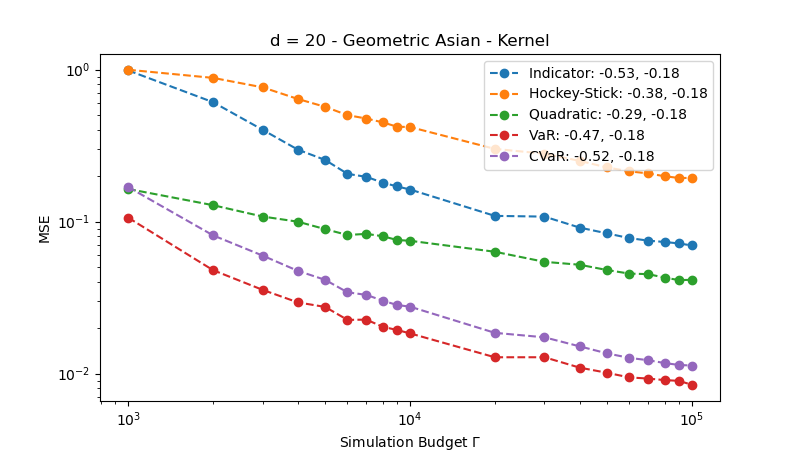 d = 20 - Geometric Asian - Kernel
Indicator: -0.53, -0.18
Hockey-Stick: -0.38, -0.18
Quadratic: -0.29, -0.18
VaR: -0.47, -0.18
CVaR: -0.52, -0.18
MSE
10⁰
10⁻¹
10⁻²
10³
10⁴
10⁵
Simulation Budget Γ